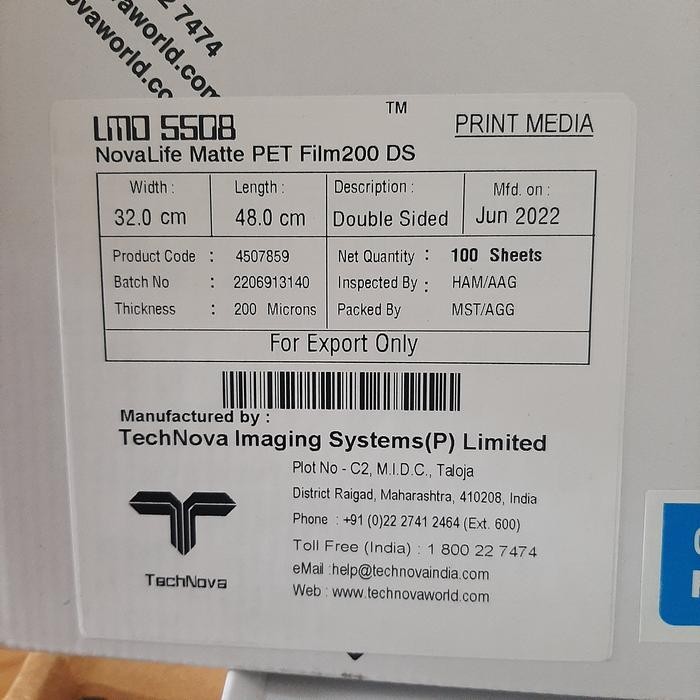 22 7474
vaworld.com
ovaworld.co
LMO 5508
TM
PRINT MEDIA
NovaLife Matte PET Film200 DS
Width : Length : Description : Mfd. on :
32.0 cm 48.0 cm Double Sided Jun 2022
Product Code : 4507859 Net Quantity : 100 Sheets
Batch No : 2206913140 Inspected By : HAM/AAG
Thickness : 200 Microns Packed By MST/AGG
For Export Only
Manufactured by :
TechNova Imaging Systems(P) Limited
Plot No - C2, M.I.D.C., Taloja
District Raigad, Maharashtra, 410208, India
Phone : +91 (0)22 2741 2464 (Ext. 600)
Toll Free (India) : 1 800 22 7474
eMail :help@technovaindia.com
Web : www.technovaworld.com
TechNova